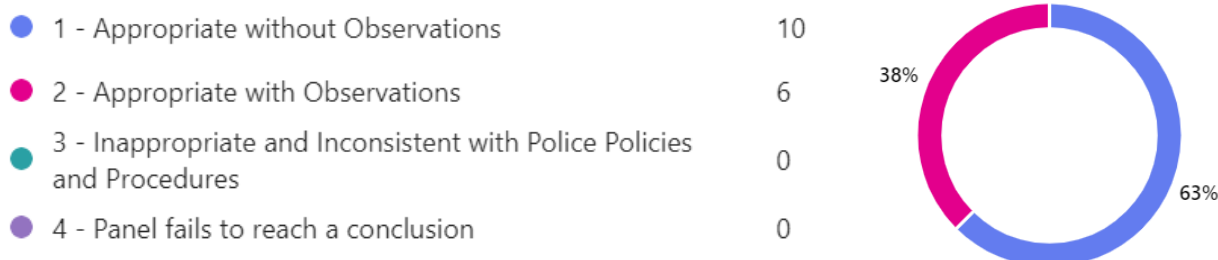 1 - Appropriate without Observations 10
2 - Appropriate with Observations 6
3 - Inappropriate and Inconsistent with Police Policies
and Procedures 0
4 - Panel fails to reach a conclusion 0
38%
63%